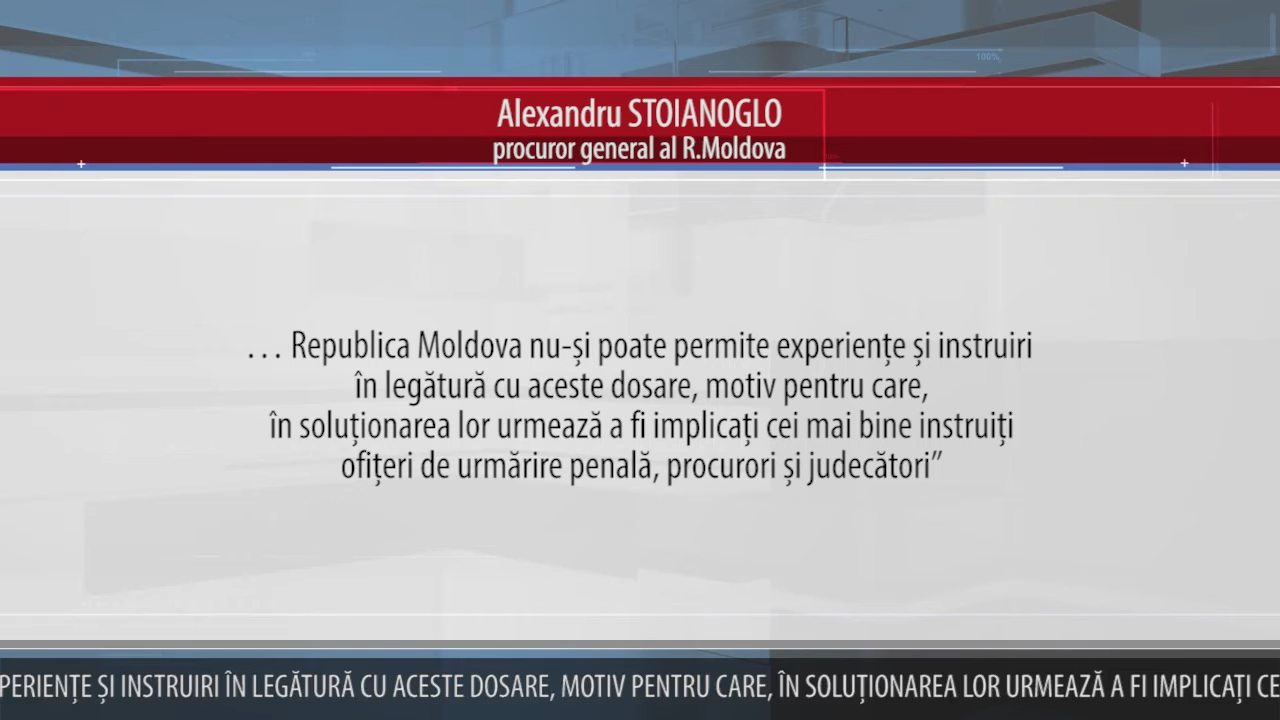 100%
Alexandru STOIANOGLO
procuror general al R.Moldova
... Republica Moldova nu-și poate permite experiențe și instruiri
în legătură cu aceste dosare, motiv pentru care,
în soluționarea lor urmează a fi implicați cei mai bine instruiți
ofițeri de urmărire penală, procurori și judecători”
PERIENȚE ȘI INSTRUIRI ÎN LEGĂTURĂ CU ACESTE DOSARE, MOTIV PENTRU CARE, ÎN SOLUȚIONAREA LOR URMEAZĂ A FI IMPLICAȚI CE